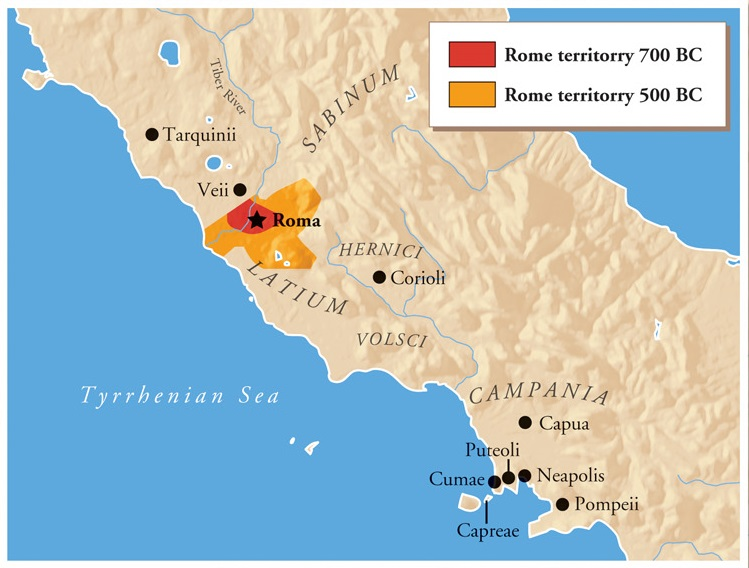 Rome territorry 700 BC
Rome territorry 500 BC
Tiber River
SABINUM
Tarquinii
Veii
Roma
HERNICI
Corioli
LATIUM
VOLSCI
Tyrrhenian Sea
CAMPANIA
Capua
Puteoli
Cumae
Neapolis
Pompeii
Capreae